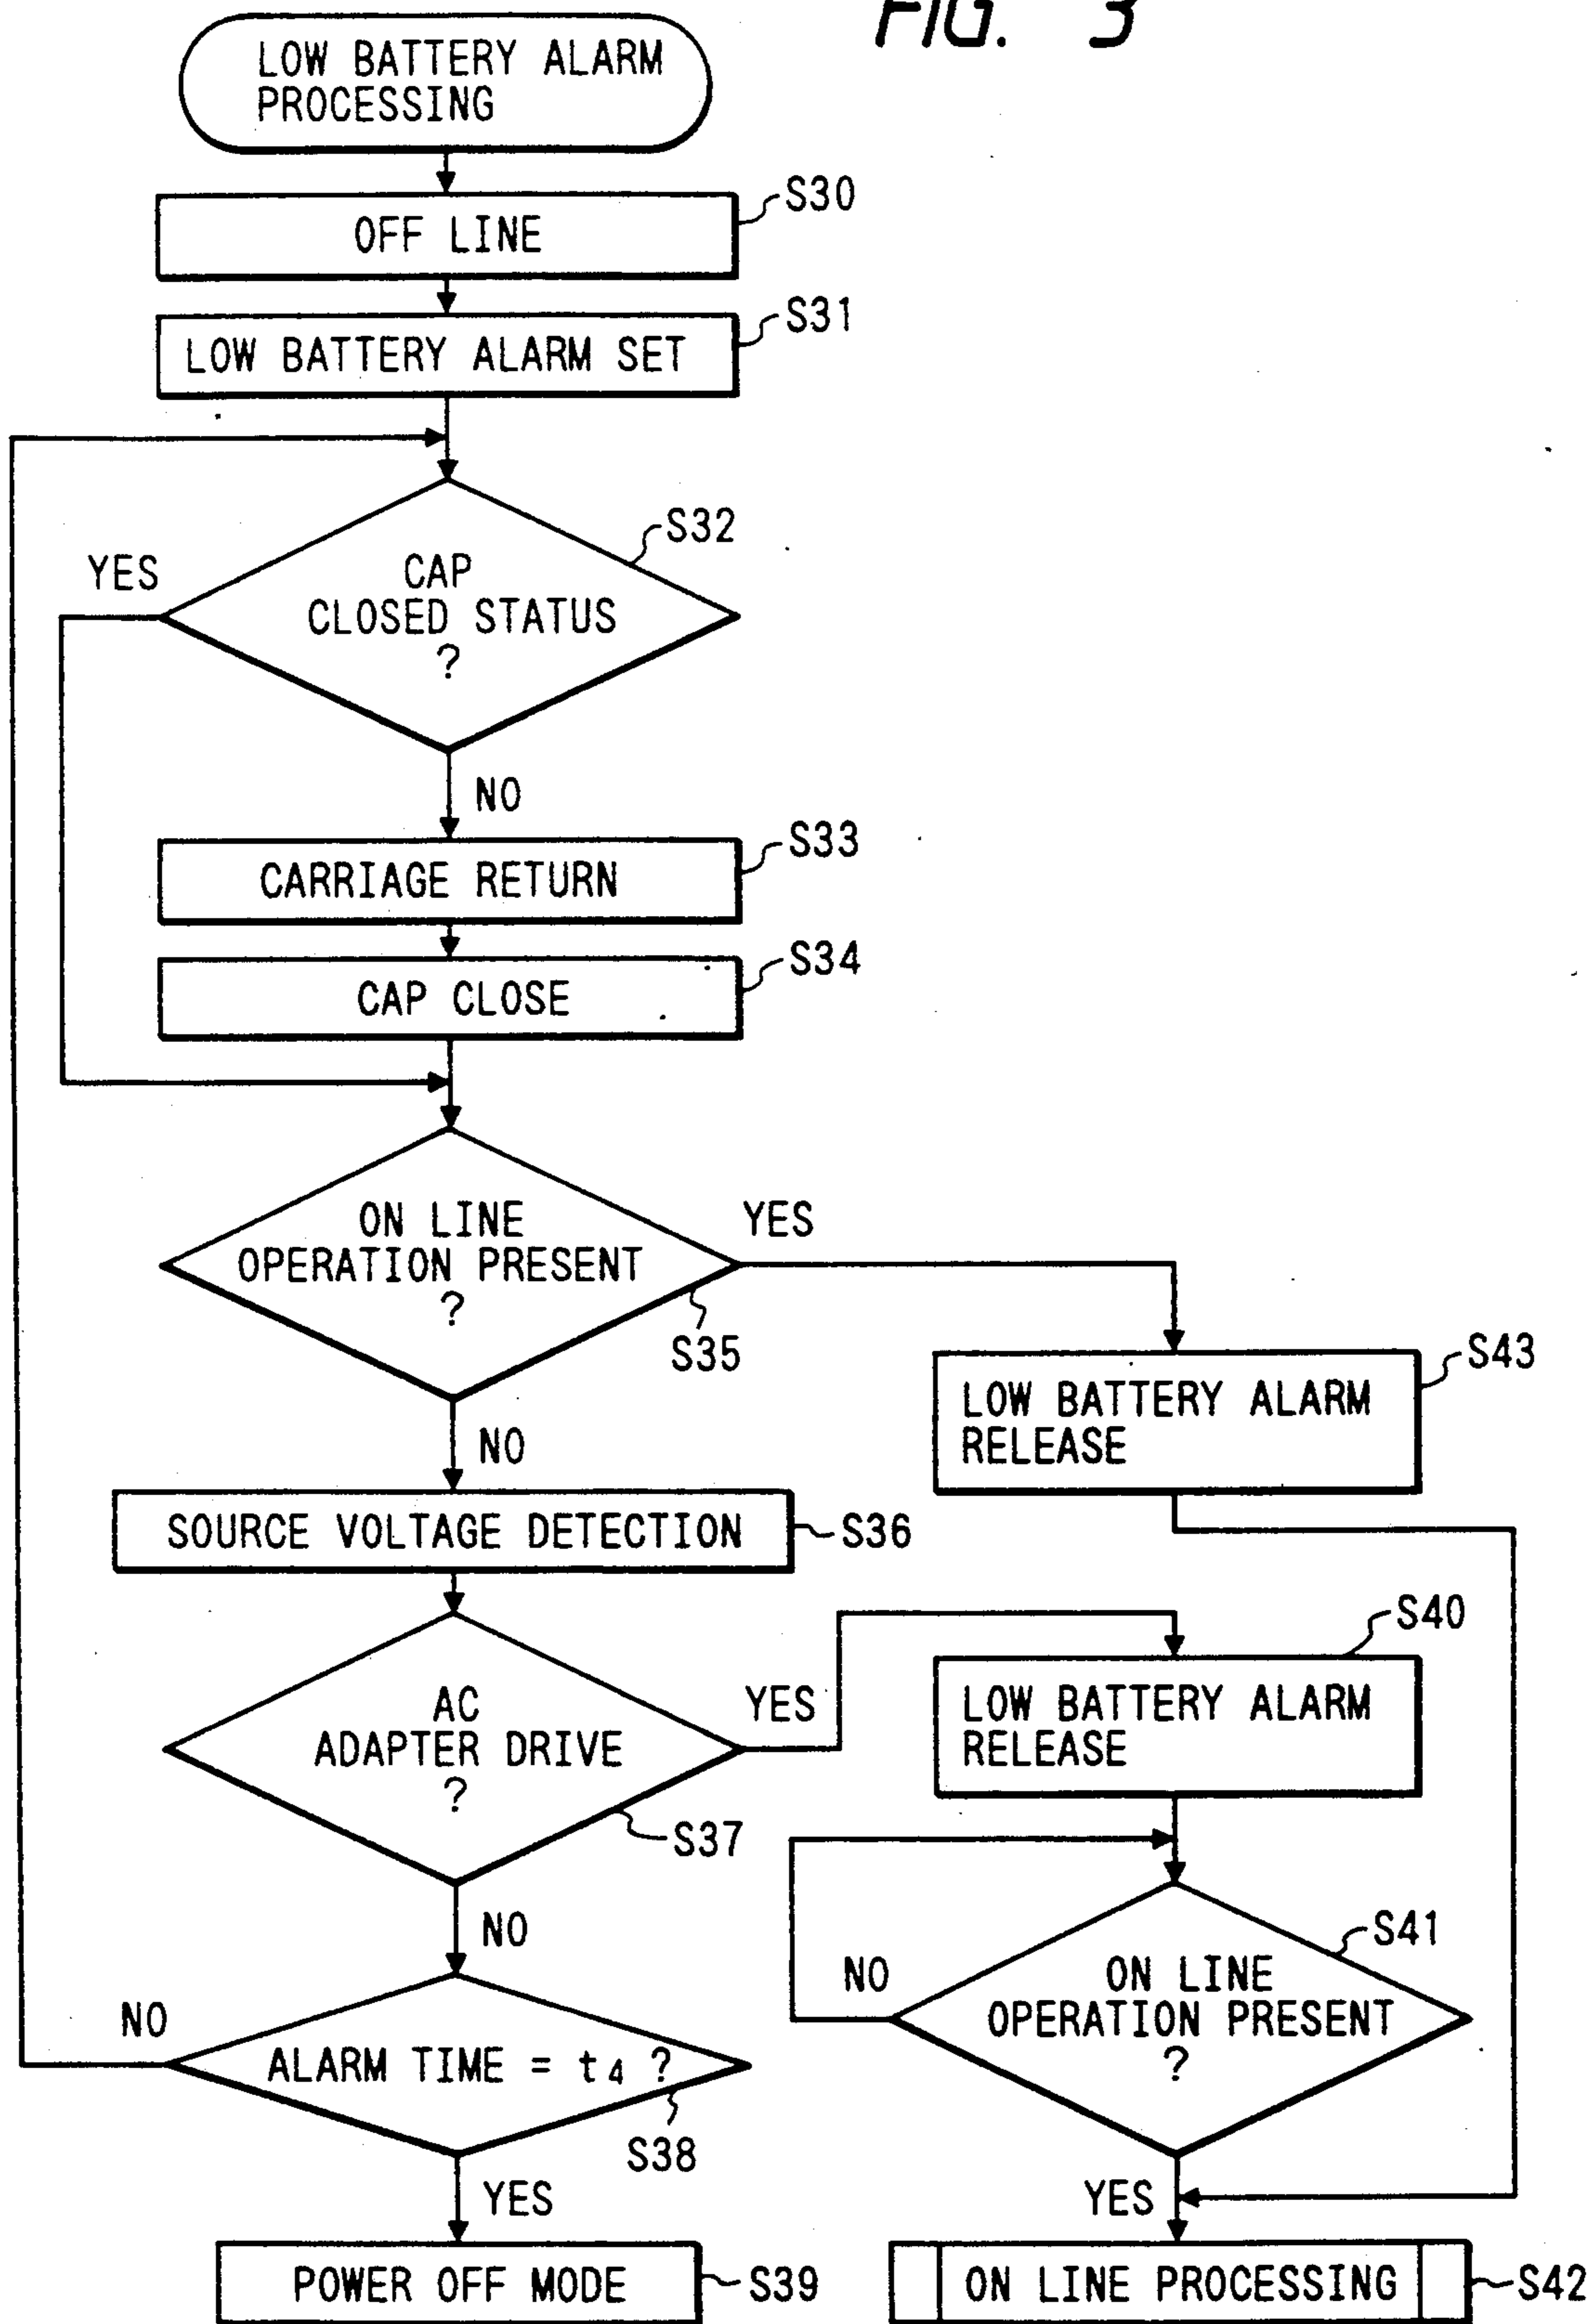 FIG. 3
LOW BATTERY ALARM
PROCESSING
S30
OFF LINE
S31
LOW BATTERY ALARM SET
S32
YES
CAP
CLOSED STATUS
?
NO
S33
CARRIAGE RETURN
S34
CAP CLOSE
ON LINE
OPERATION PRESENT
?
YES
S35
S43
LOW BATTERY ALARM
RELEASE
NO
SOURCE VOLTAGE DETECTION
S36
S40
AC
ADAPTER DRIVE
?
YES
LOW BATTERY ALARM
RELEASE
S37
NO
S41
NO
ON LINE
OPERATION PRESENT
?
NO
ALARM TIME = t4 ?
S38
YES
YES
POWER OFF MODE
S39
ON LINE PROCESSING
S42